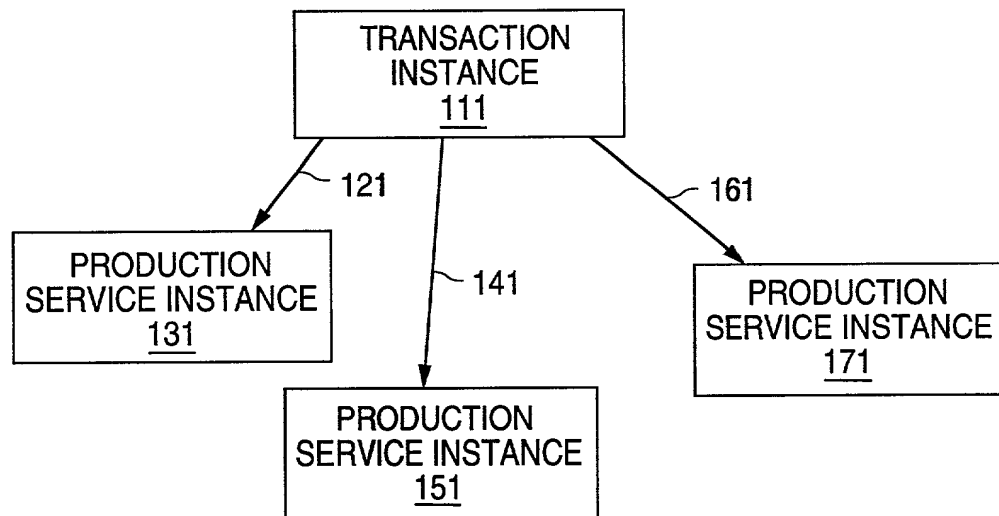 TRANSACTION
INSTANCE
111
121
161
PRODUCTION
SERVICE INSTANCE
131
141
PRODUCTION
SERVICE INSTANCE
171
PRODUCTION
SERVICE INSTANCE
151